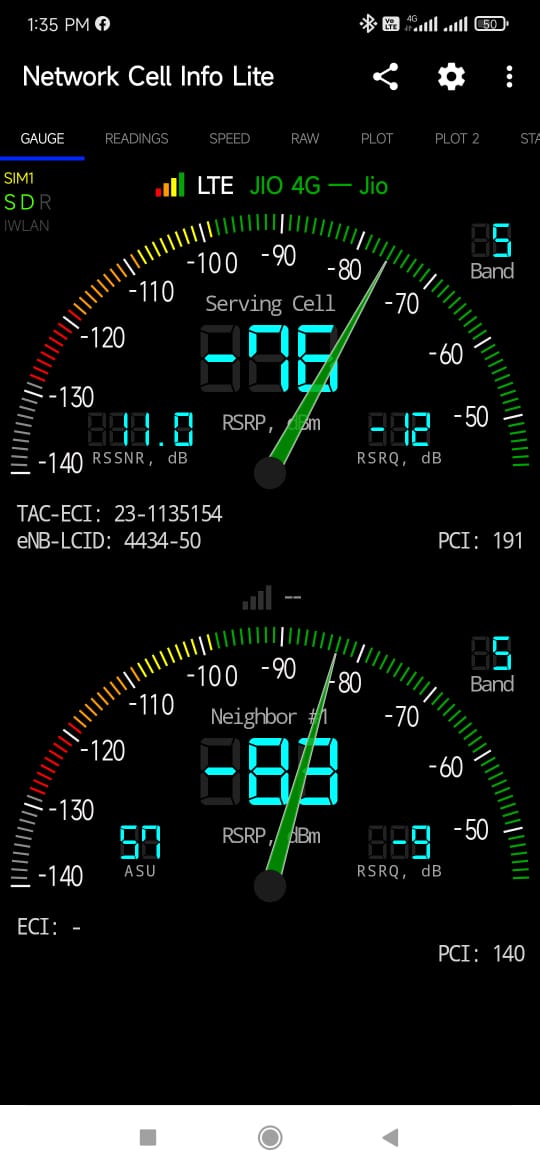 1:35 PM
Vo LTE 4G 50
Network Cell Info Lite
GAUGE READINGS SPEED RAW PLOT PLOT 2 STA
SIM1
S D R
IWLAN
LTE JIO 4G — Jio
-140 -130 -120 -110 -100 -90 -80 -70 -60 -50
5
Band
Serving Cell
-76
RSRP, dBm
11.0
RSSNR, dB
-12
RSRQ, dB
TAC-ECI: 23-1135154
eNB-LCID: 4434-50
PCI: 191
--
-140 -130 -120 -110 -100 -90 -80 -70 -60 -50
5
Band
Neighbor #1
-83
RSRP, dBm
57
ASU
-9
RSRQ, dB
ECI: -
PCI: 140